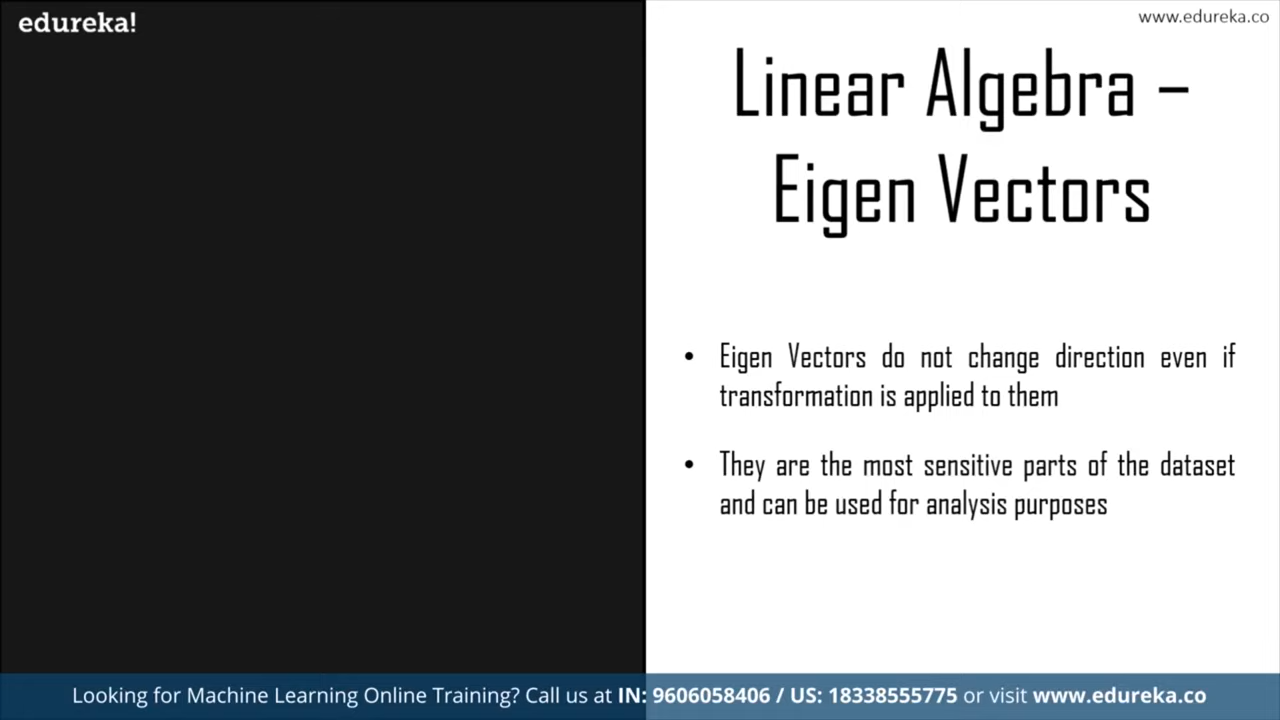 edureka!
www.edureka.co
Linear Algebra –
Eigen Vectors
• Eigen Vectors do not change direction even if
transformation is applied to them
• They are the most sensitive parts of the dataset
and can be used for analysis purposes
Looking for Machine Learning Online Training? Call us at IN: 9606058406 / US: 18338555775 or visit www.edureka.co